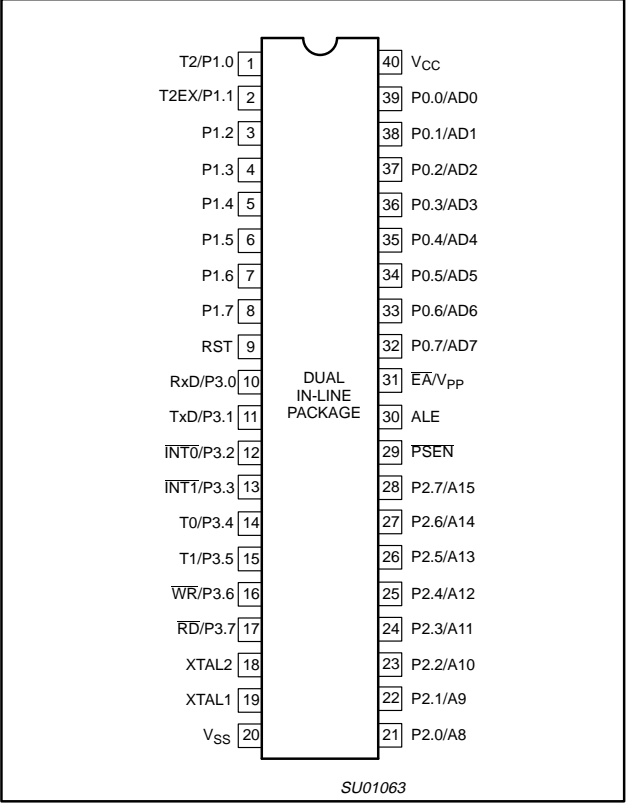 T2/P1.0 1
T2EX/P1.1 2
P1.2 3
P1.3 4
P1.4 5
P1.5 6
P1.6 7
P1.7 8
RST 9
RxD/P3.0 10
TxD/P3.1 11
I̅N̅T̅0̅/P3.2 12
I̅N̅T̅1̅/P3.3 13
T0/P3.4 14
T1/P3.5 15
W̅R̅/P3.6 16
R̅D̅/P3.7 17
XTAL2 18
XTAL1 19
VSS 20
DUAL
IN-LINE
PACKAGE
40 VCC
39 P0.0/AD0
38 P0.1/AD1
37 P0.2/AD2
36 P0.3/AD3
35 P0.4/AD4
34 P0.5/AD5
33 P0.6/AD6
32 P0.7/AD7
31 E̅A̅/VPP
30 ALE
29 P̅S̅E̅N̅
28 P2.7/A15
27 P2.6/A14
26 P2.5/A13
25 P2.4/A12
24 P2.3/A11
23 P2.2/A10
22 P2.1/A9
21 P2.0/A8
SU01063